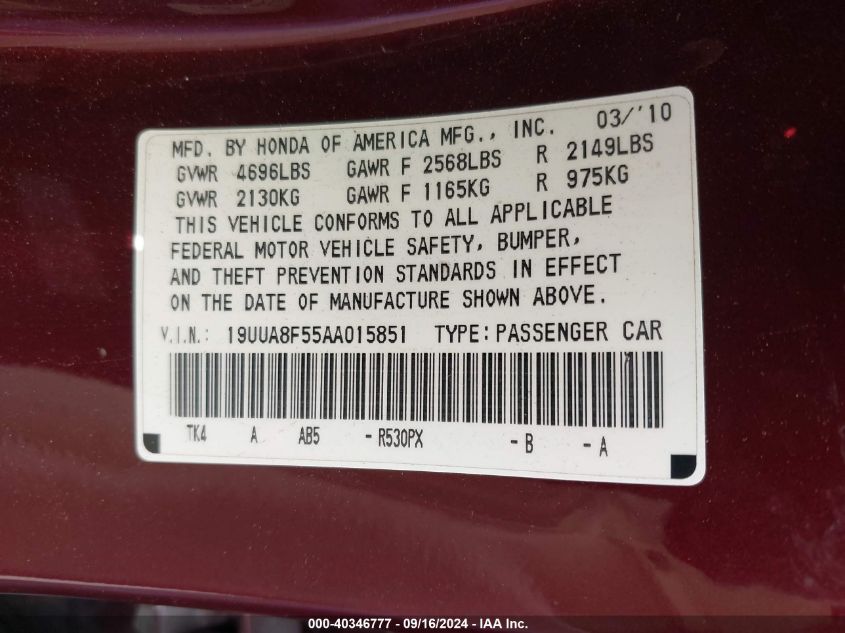 03/'10
MFD. BY HONDA OF AMERICA MFG., INC.
GVWR 4696LBS GAWR F 2568LBS R 2149LBS
GVWR 2130KG GAWR F 1165KG R 975KG
THIS VEHICLE CONFORMS TO ALL APPLICABLE
FEDERAL MOTOR VEHICLE SAFETY, BUMPER,
AND THEFT PREVENTION STANDARDS IN EFFECT
ON THE DATE OF MANUFACTURE SHOWN ABOVE.
V.I.N.: 19UUA8F55AA015851 TYPE:PASSENGER CAR
TK4 A AB5 -R530PX -B -A
000-40346777 - 09/16/2024 - IAA Inc.